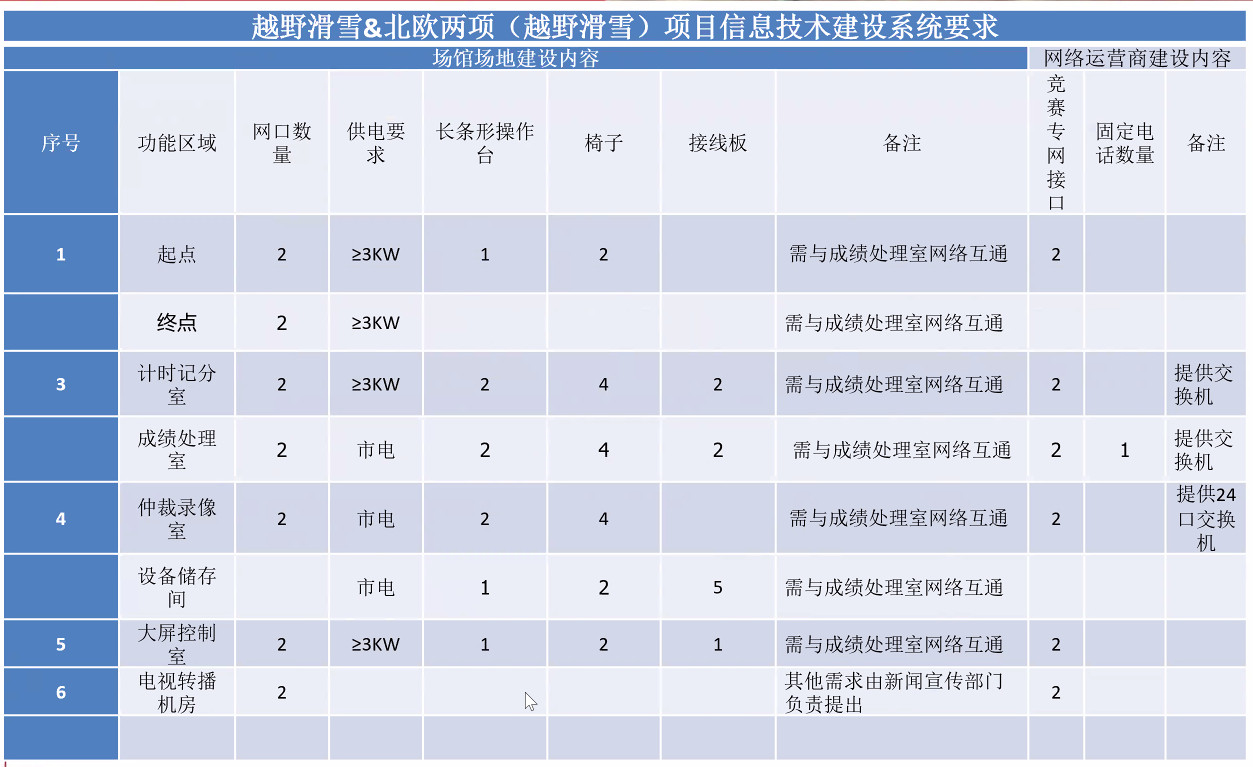 越野滑雪&北欧两项（越野滑雪）项目信息技术建设系统要求
场馆场地建设内容 网络运营商建设内容
序号 功能区域 网口数量 供电要求 长条形操作台 椅子 接线板 备注 竞赛专网接口 固定电话数量 备注
1 起点 2 ≥3KW 1 2 需与成绩处理室网络互通 2
终点 2 ≥3KW 需与成绩处理室网络互通
3 计时记分室 2 ≥3KW 2 4 2 需与成绩处理室网络互通 2 提供交换机
成绩处理室 2 市电 2 4 2 需与成绩处理室网络互通 2 1 提供交换机
4 仲裁录像室 2 市电 2 4 需与成绩处理室网络互通 2 提供24口交换机
设备储存间 市电 1 2 5 需与成绩处理室网络互通
5 大屏控制室 2 ≥3KW 1 2 1 需与成绩处理室网络互通 2
6 电视转播机房 2 其他需求由新闻宣传部门负责提出 2